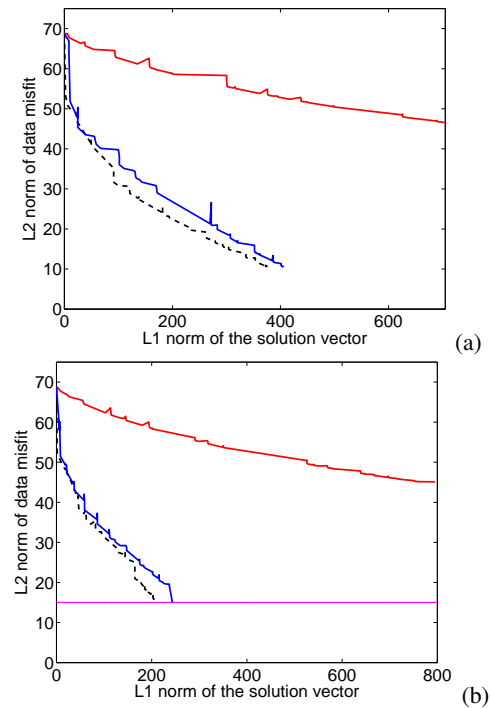 70
60
50
40
30
20
10
0
L2 norm of data misfit
0 200 400 600
L1 norm of the solution vector
(a)
70
60
50
40
30
20
10
0
L2 norm of data misfit
0 200 400 600 800
L1 norm of the solution vector
(b)